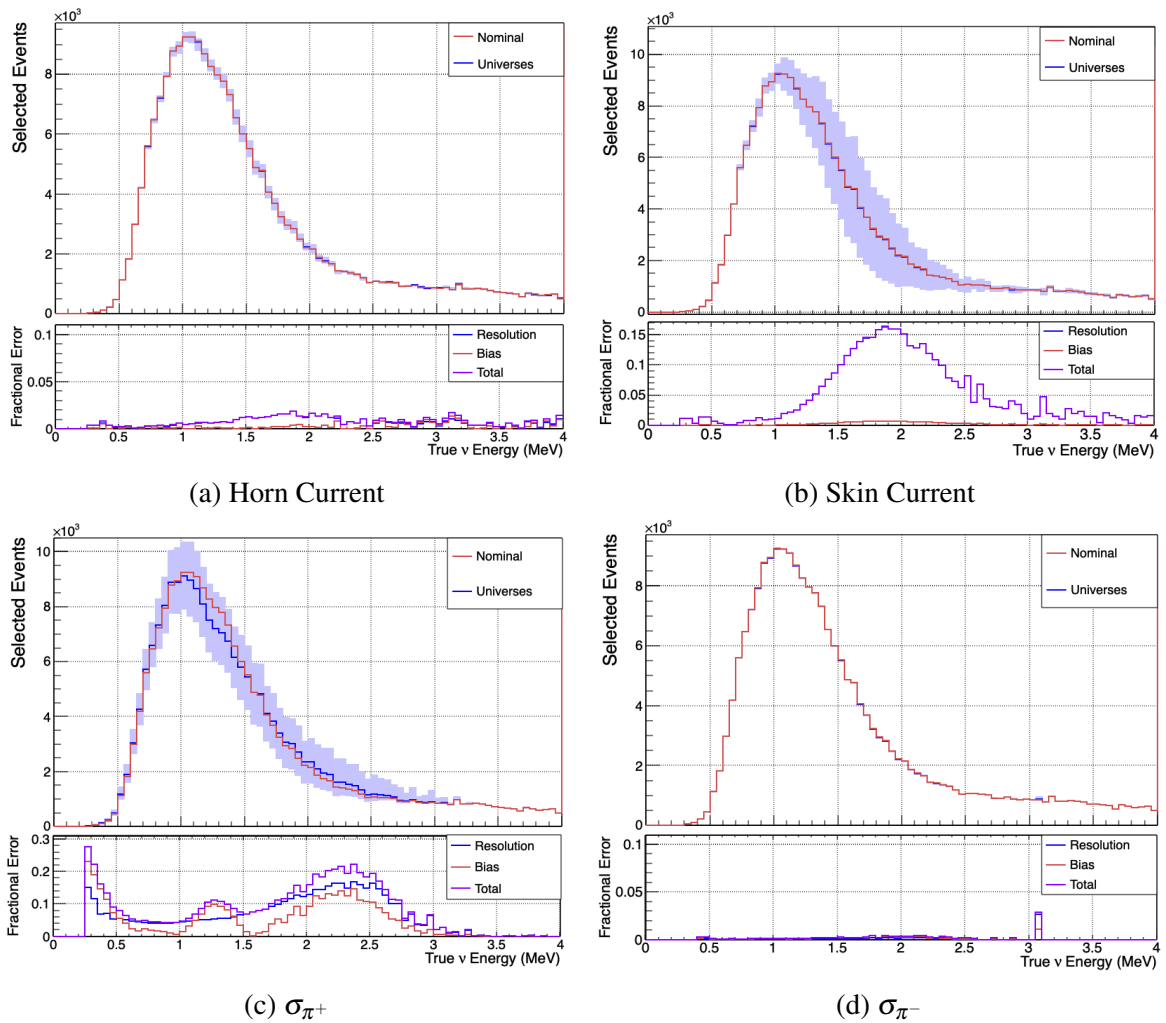 ×10³
Selected Events
8
6
4
2
0
Nominal
Universes
Fractional Error
0.1
0.05
0
Resolution
Bias
Total
0 0.5 1 1.5 2 2.5 3 3.5 4
True ν Energy (MeV)
(a) Horn Current
×10³
Selected Events
10
8
6
4
2
0
Nominal
Universes
Fractional Error
0.15
0.1
0.05
0
Resolution
Bias
Total
0 0.5 1 1.5 2 2.5 3 3.5 4
True ν Energy (MeV)
(b) Skin Current
×10³
Selected Events
10
8
6
4
2
0
Nominal
Universes
Fractional Error
0.3
0.2
0.1
0
Resolution
Bias
Total
0 0.5 1 1.5 2 2.5 3 3.5 4
True ν Energy (MeV)
(c) σπ+
×10³
Selected Events
8
6
4
2
0
Nominal
Universes
Fractional Error
0.1
0.05
0
Resolution
Bias
Total
0 0.5 1 1.5 2 2.5 3 3.5 4
True ν Energy (MeV)
(d) σπ−